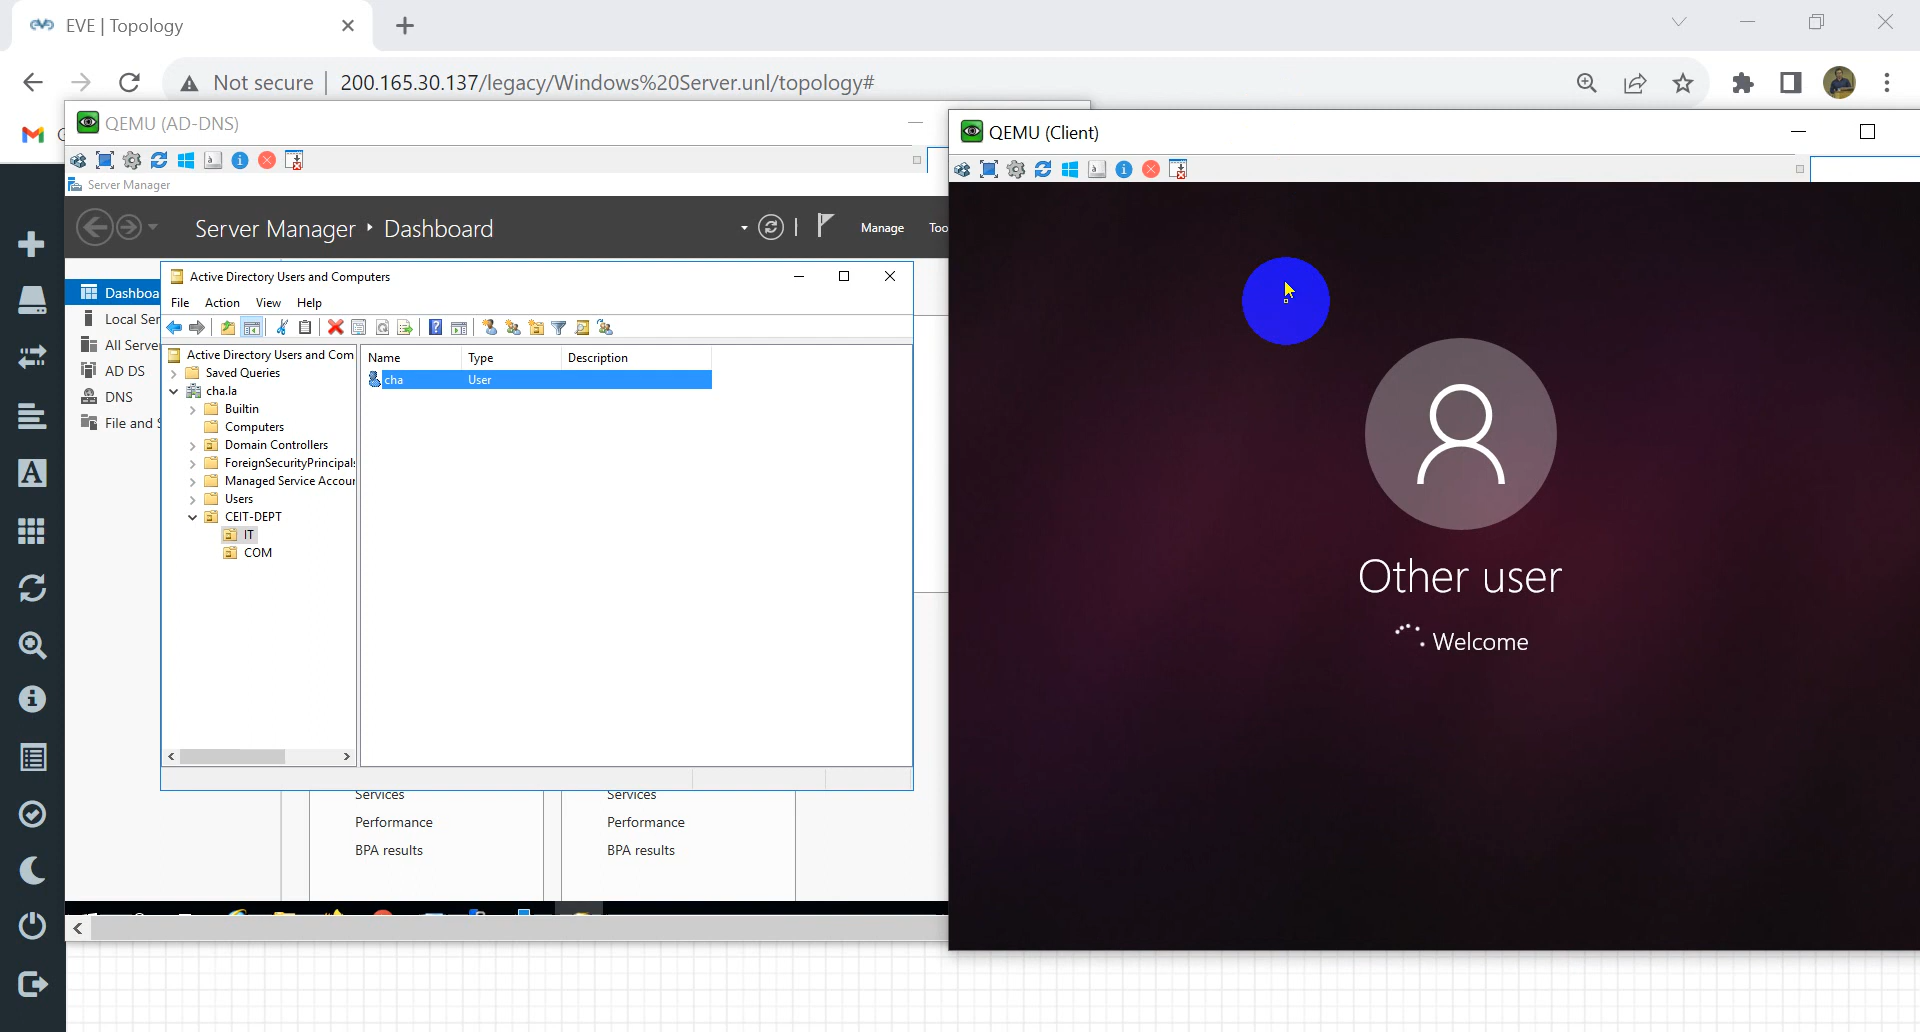 EVE | Topology
Not secure
200.165.30.137/legacy/Windows%20Server.unl/topology#
QEMU (AD-DNS)
Server Manager
Server Manager
Dashboard
Manage
Too
Dashboa
Local Ser
All Serve
AD DS
DNS
File and S
Active Directory Users and Computers
File Action View Help
Active Directory Users and Com
Saved Queries
cha.la
Builtin
Computers
Domain Controllers
ForeignSecurityPrincipal
Managed Service Accou
Users
CEIT-DEPT
IT
COM
Name Type Description
cha User
Services
Performance
BPA results
Services
Performance
BPA results
QEMU (Client)
Other user
Welcome